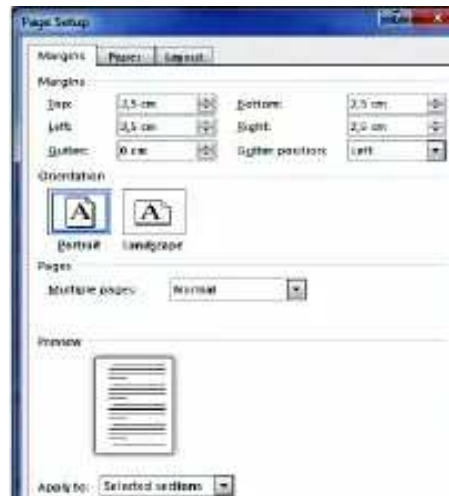 Page Setup
Margins Paper Layout
Margins
Top: 2,5 cm Bottom: 2,5 cm
Left: 2,5 cm Right: 2,5 cm
Gutter: 0 cm Gutter position: Left
Orientation
Portrait Landscape
Pages
Multiple pages: Normal
Preview
Apply to: Selected sections